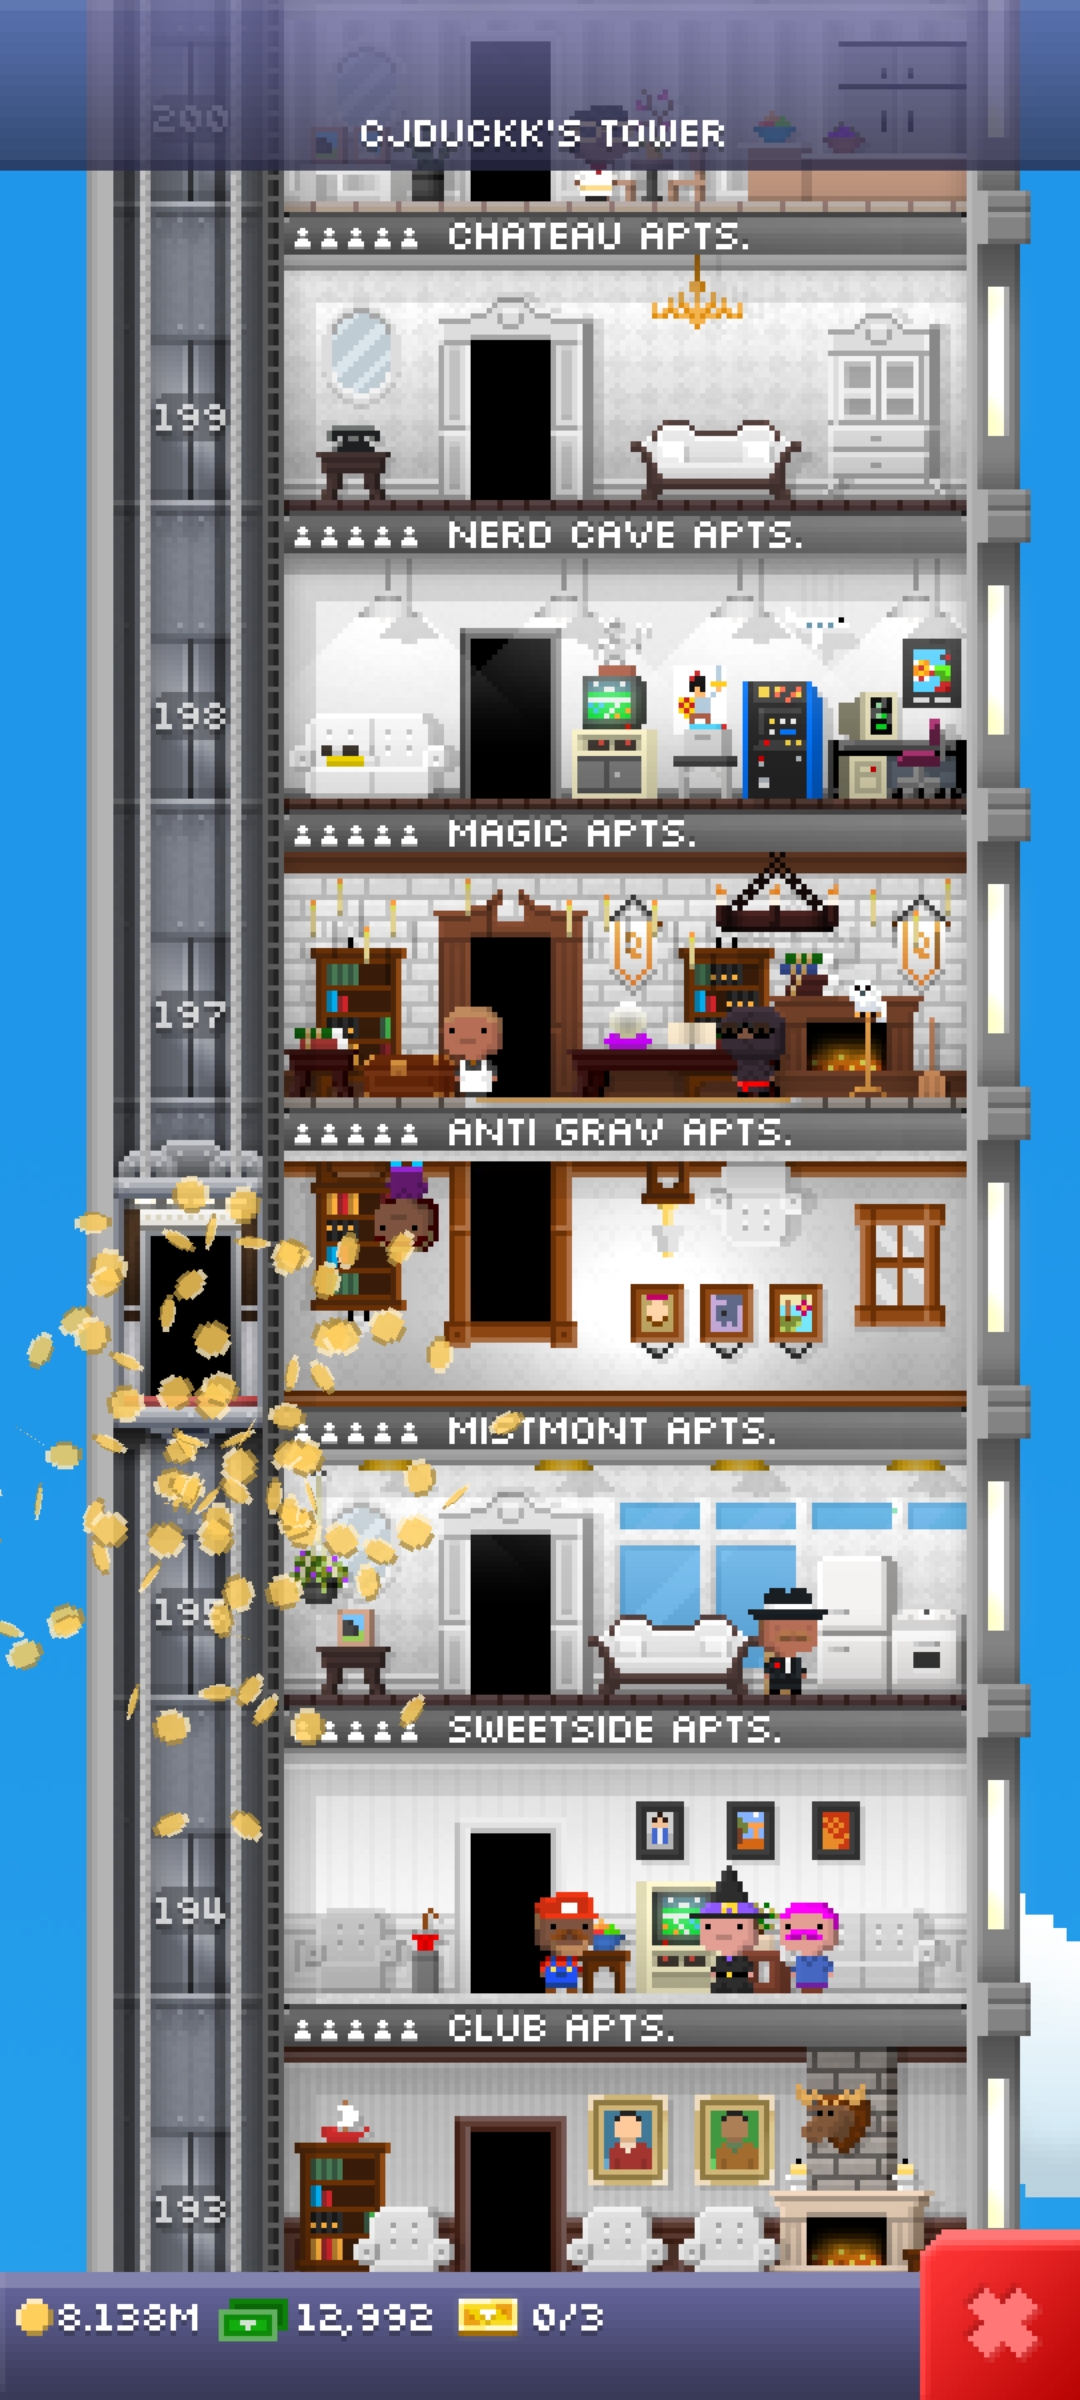 200
CJDUCKK'S TOWER
CHATEAU APTS.
199
NERD CAVE APTS.
198
MAGIC APTS.
197
ANTI GRAV APTS.
MISTMONT APTS.
195
SWEETSIDE APTS.
194
CLUB APTS.
193
8.138M 12,992 0/3